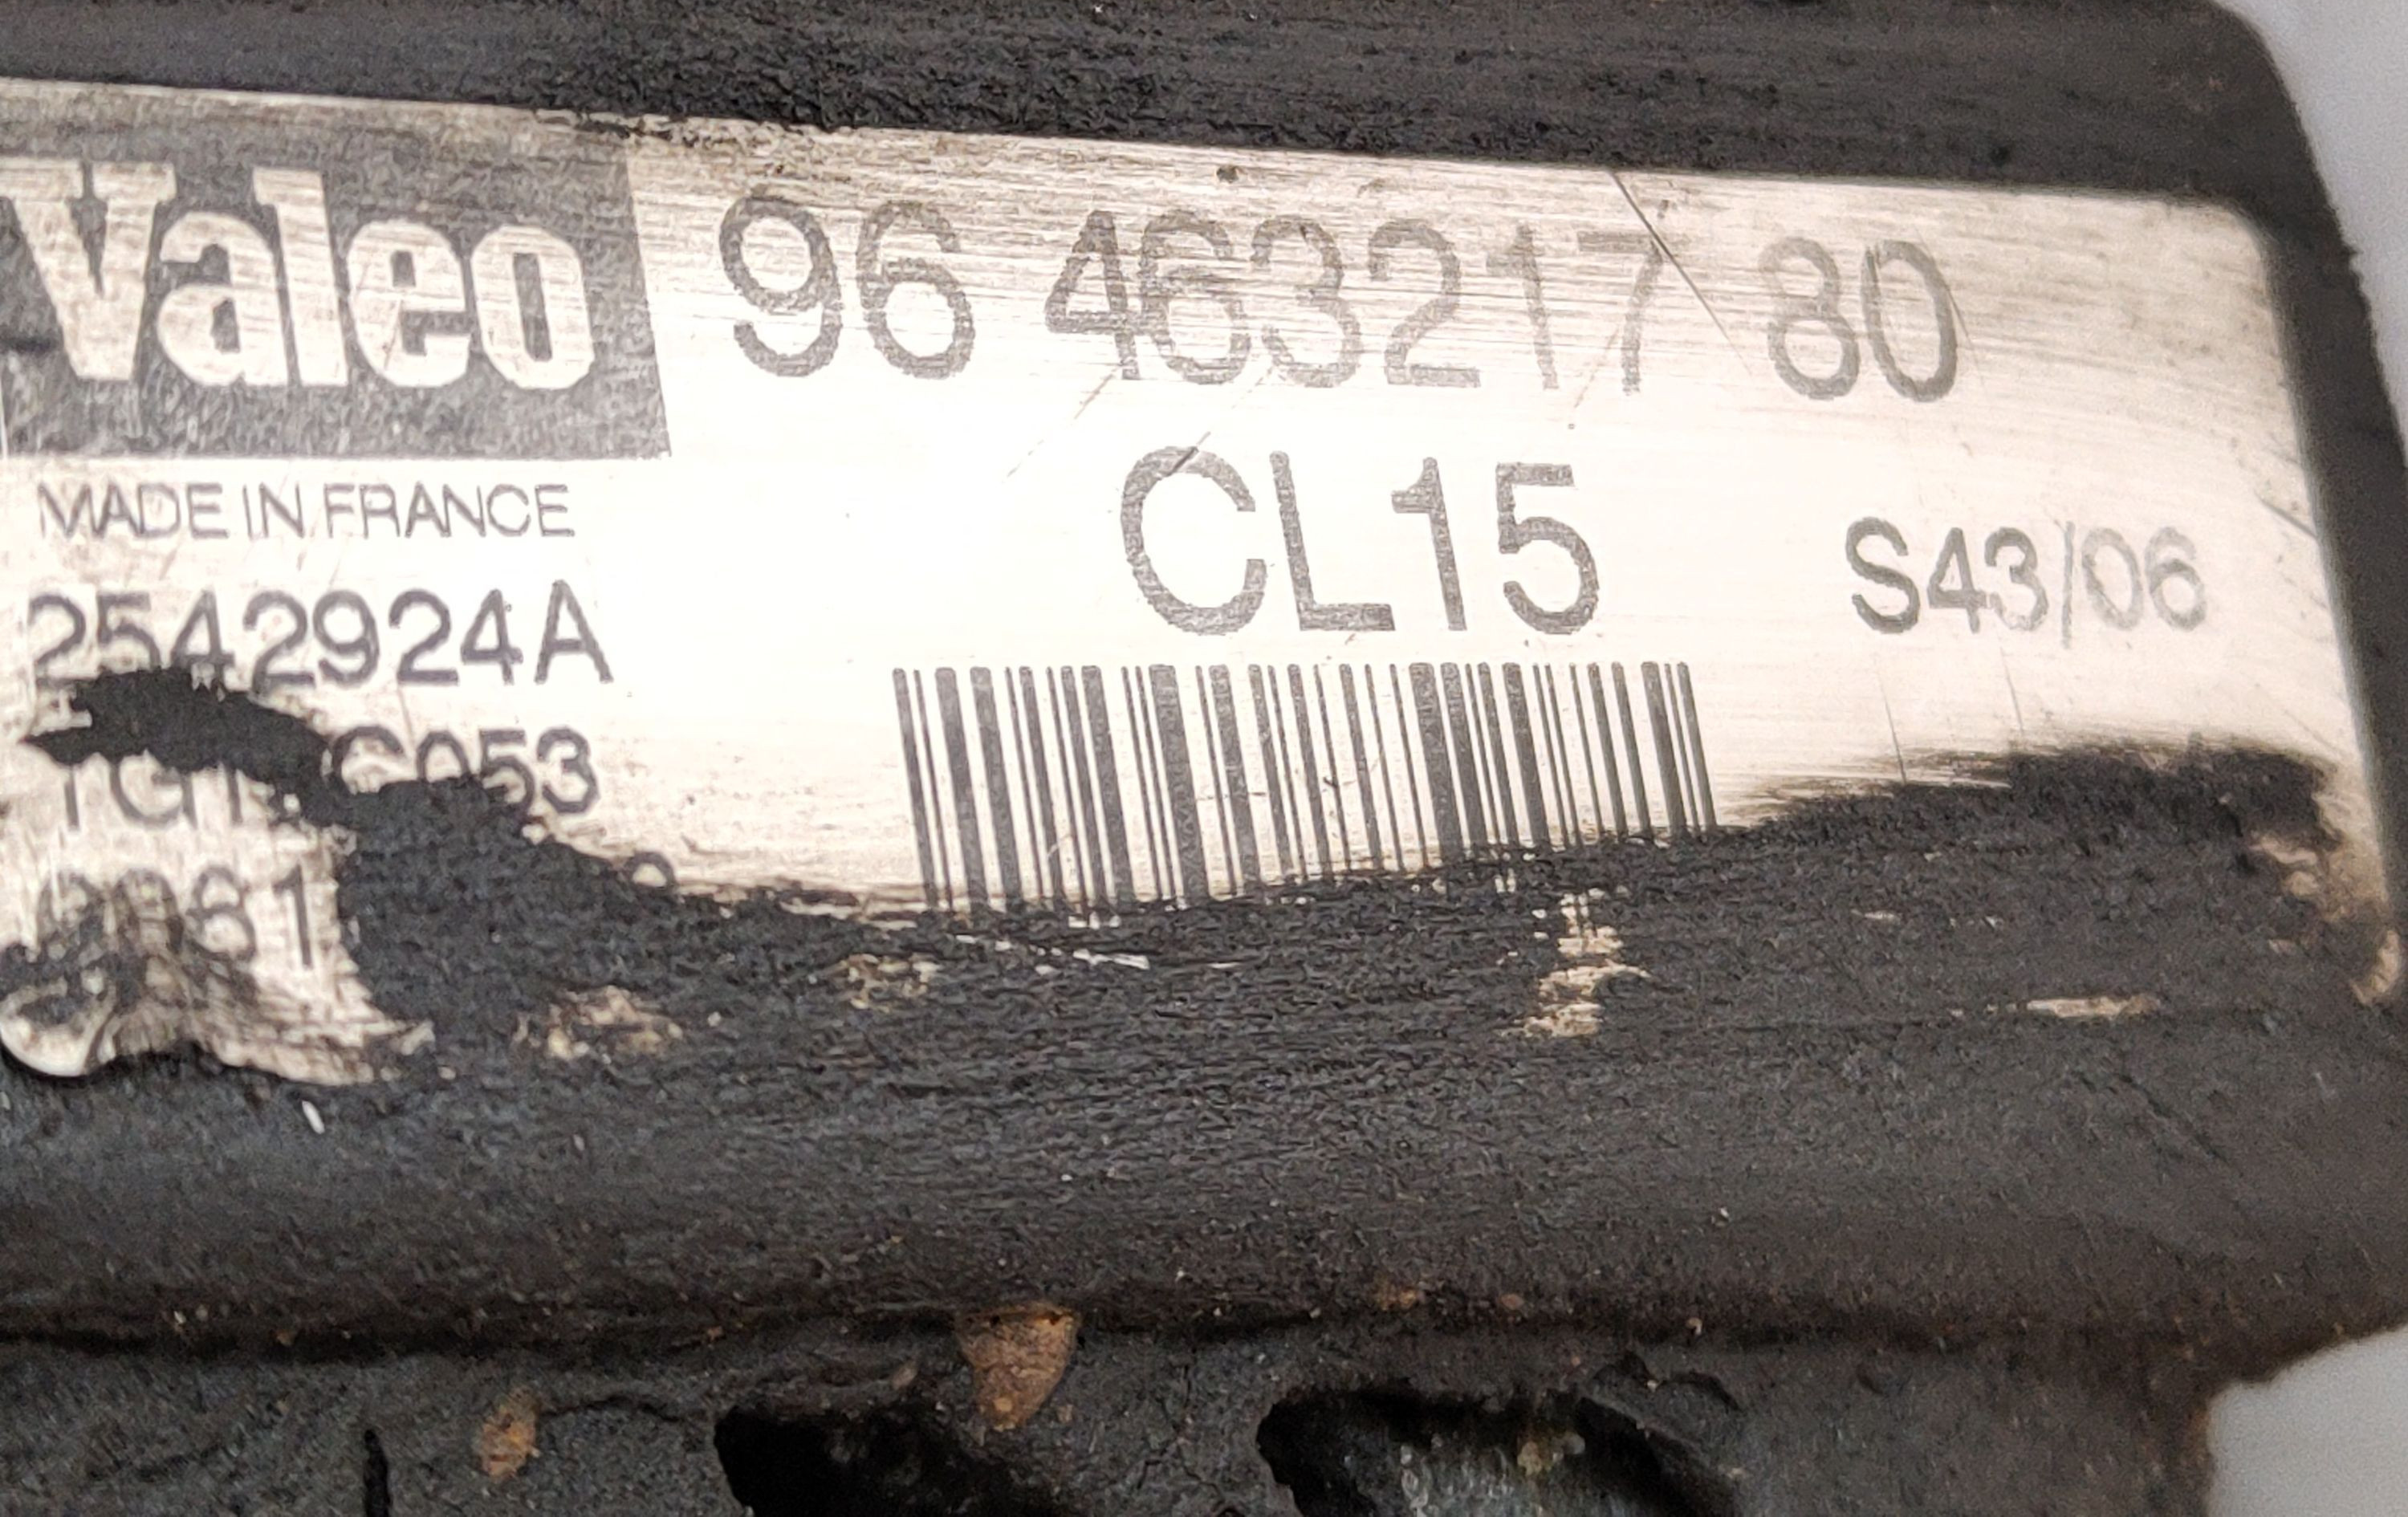 Valeo
96 463217 80
CL15
S43/06
MADE IN FRANCE
2542924A